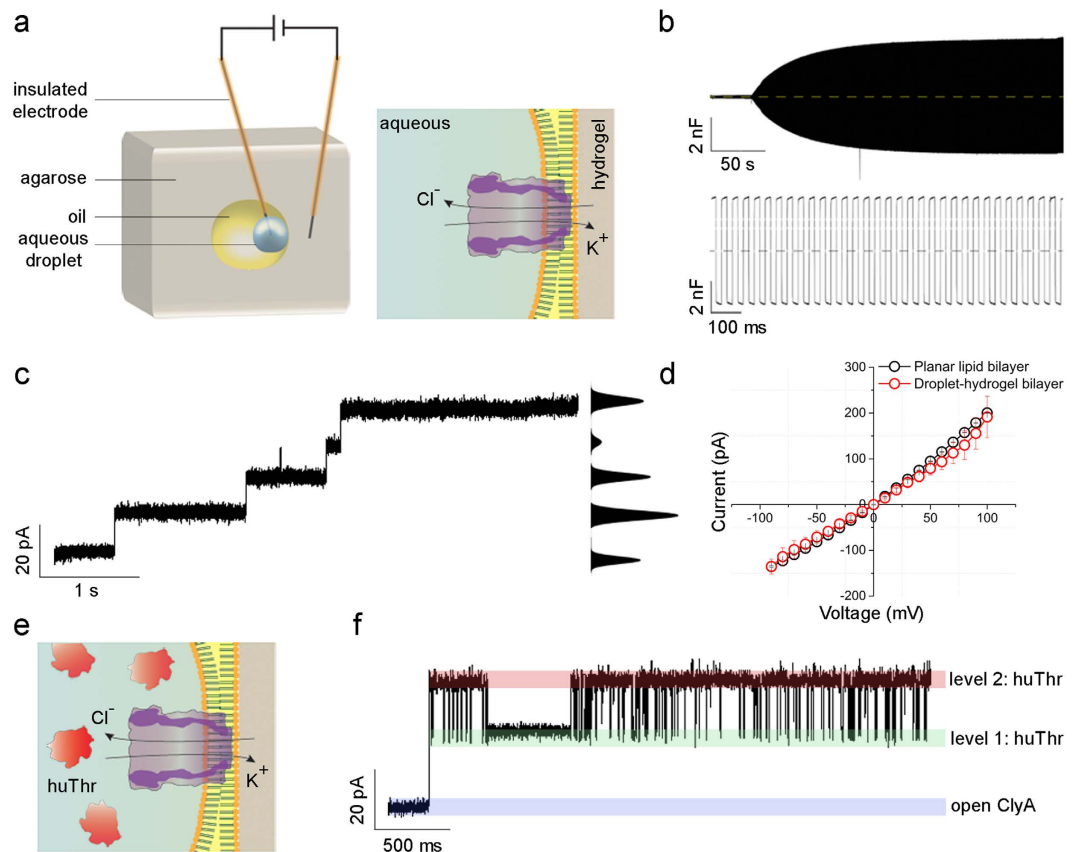 a
insulated
electrode
agarose
oil
aqueous
droplet
aqueous
hydrogel
Cl⁻
K⁺
b
2 nF
50 s
2 nF
100 ms
c
20 pA
1 s
d
Planar lipid bilayer
Droplet-hydrogel bilayer
Current (pA)
300
200
100
-100
-200
-100
-50
0
50
100
Voltage (mV)
e
Cl⁻
huThr
K⁺
f
level 2: huThr
level 1: huThr
open ClyA
20 pA
500 ms